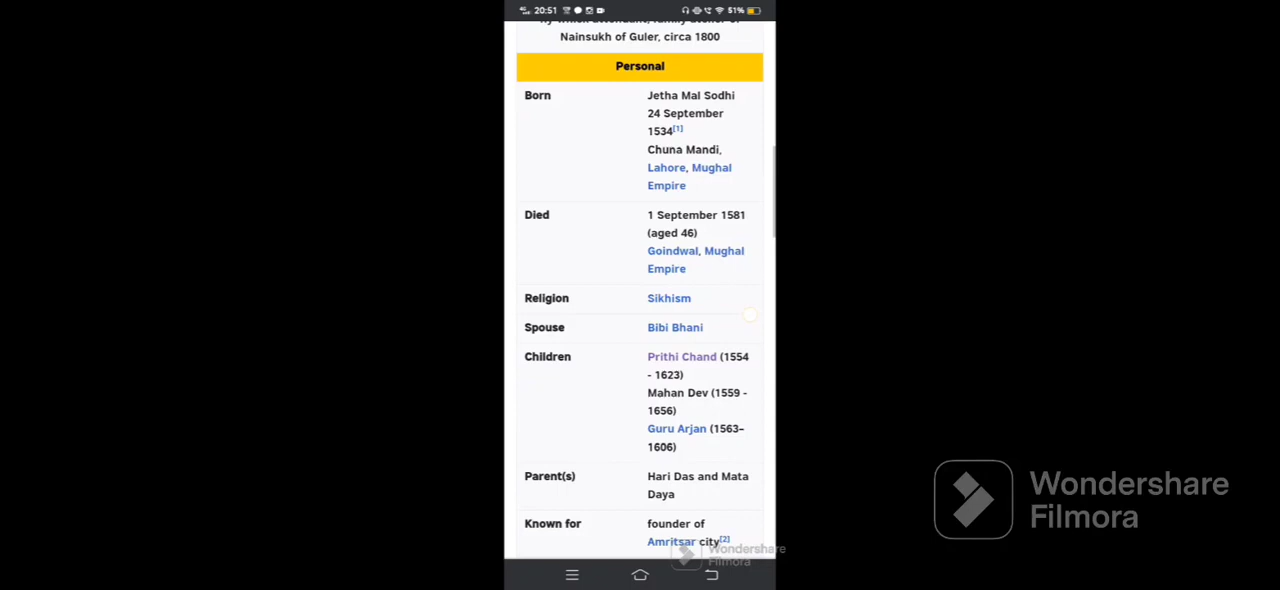 20:51 51%
Nainsukh of Guler, circa 1800
Personal
Born Jetha Mal Sodhi
24 September
1534[1]
Chuna Mandi,
Lahore, Mughal
Empire
Died 1 September 1581
(aged 46)
Goindwal, Mughal
Empire
Religion Sikhism
Spouse Bibi Bhani
Children Prithi Chand (1554
- 1623)
Mahan Dev (1559 -
1656)
Guru Arjan (1563–
1606)
Parent(s) Hari Das and Mata
Daya
Known for founder of
Amritsar city[2]
Wondershare
Filmora
Wondershare
Filmora